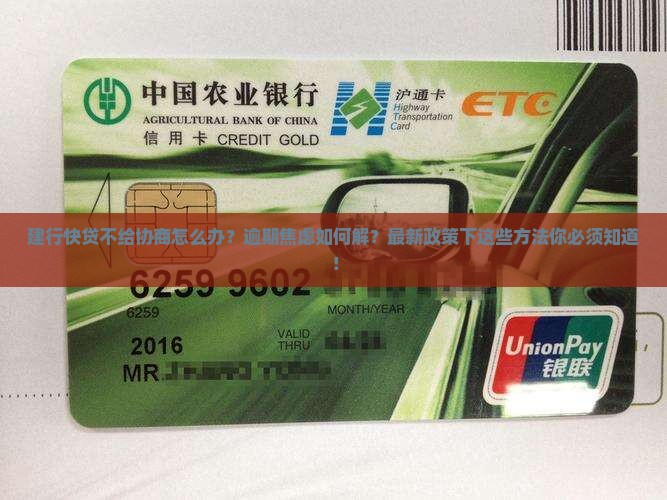 中国农业银行
AGRICULTURAL BANK OF CHINA
信用卡 CREDIT GOLD
沪通卡
Highway
Transportation
Card
ETC
建行快贷不给协商怎么办？逾期焦虑如何解？最新政策下这些方法你必须知道
！
6259 9602
6259
MONTH/YEAR
VALID
THRU
2016
MR
UnionPay
银联